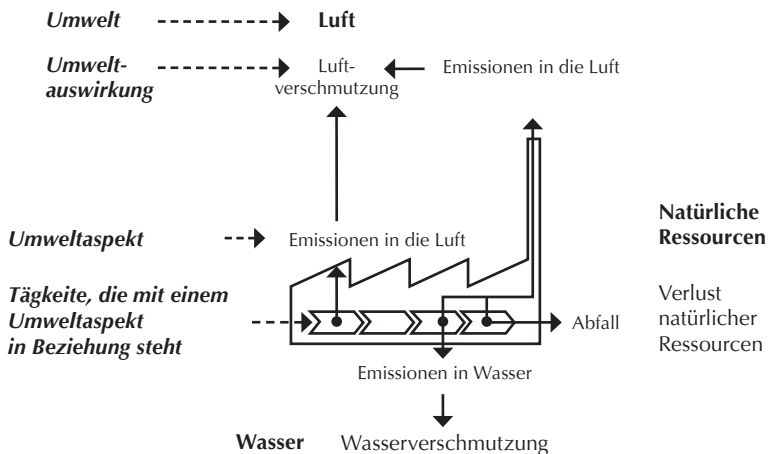 Umwelt Luft
Umwelt-
auswirkung
Luft-
verschmutzung
Emissionen in die Luft
Umweltaspekt
Emissionen in die Luft
Natürliche
Ressourcen
Tägkeite, die mit einem
Umweltaspekt
in Beziehung steht
Abfall
Verlust
natürlicher
Ressourcen
Emissionen in Wasser
Wasser Wasserverschmutzung